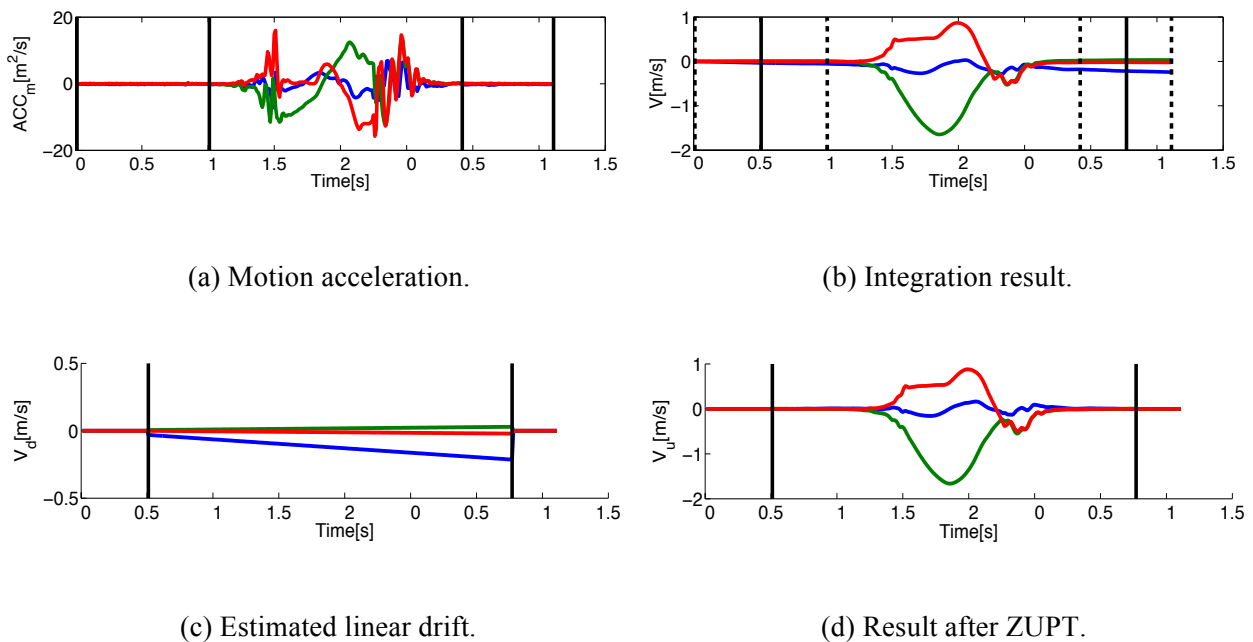 20
0
−20
ACC_m[m²/s]
0 0.5 1 1.5 2 0 0.5 1 1.5
Time[s]
(a) Motion acceleration.
1
0
−1
−2
V[m/s]
0 0.5 1 1.5 2 0 0.5 1 1.5
Time[s]
(b) Integration result.
0.5
0
−0.5
V_d[m/s]
0 0.5 1 1.5 2 0 0.5 1 1.5
Time[s]
(c) Estimated linear drift.
1
0
−1
−2
V_u[m/s]
0 0.5 1 1.5 2 0 0.5 1 1.5
Time[s]
(d) Result after ZUPT.